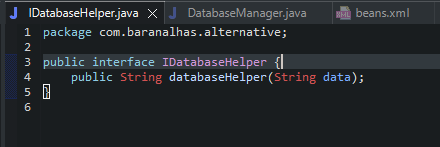 IDatabaseHelper.java
DatabaseManager.java
beans.xml
1 package com.baranalhas.alternative;
2
3 public interface IDatabaseHelper {
4     public String databaseHelper(String data);
5 }
6